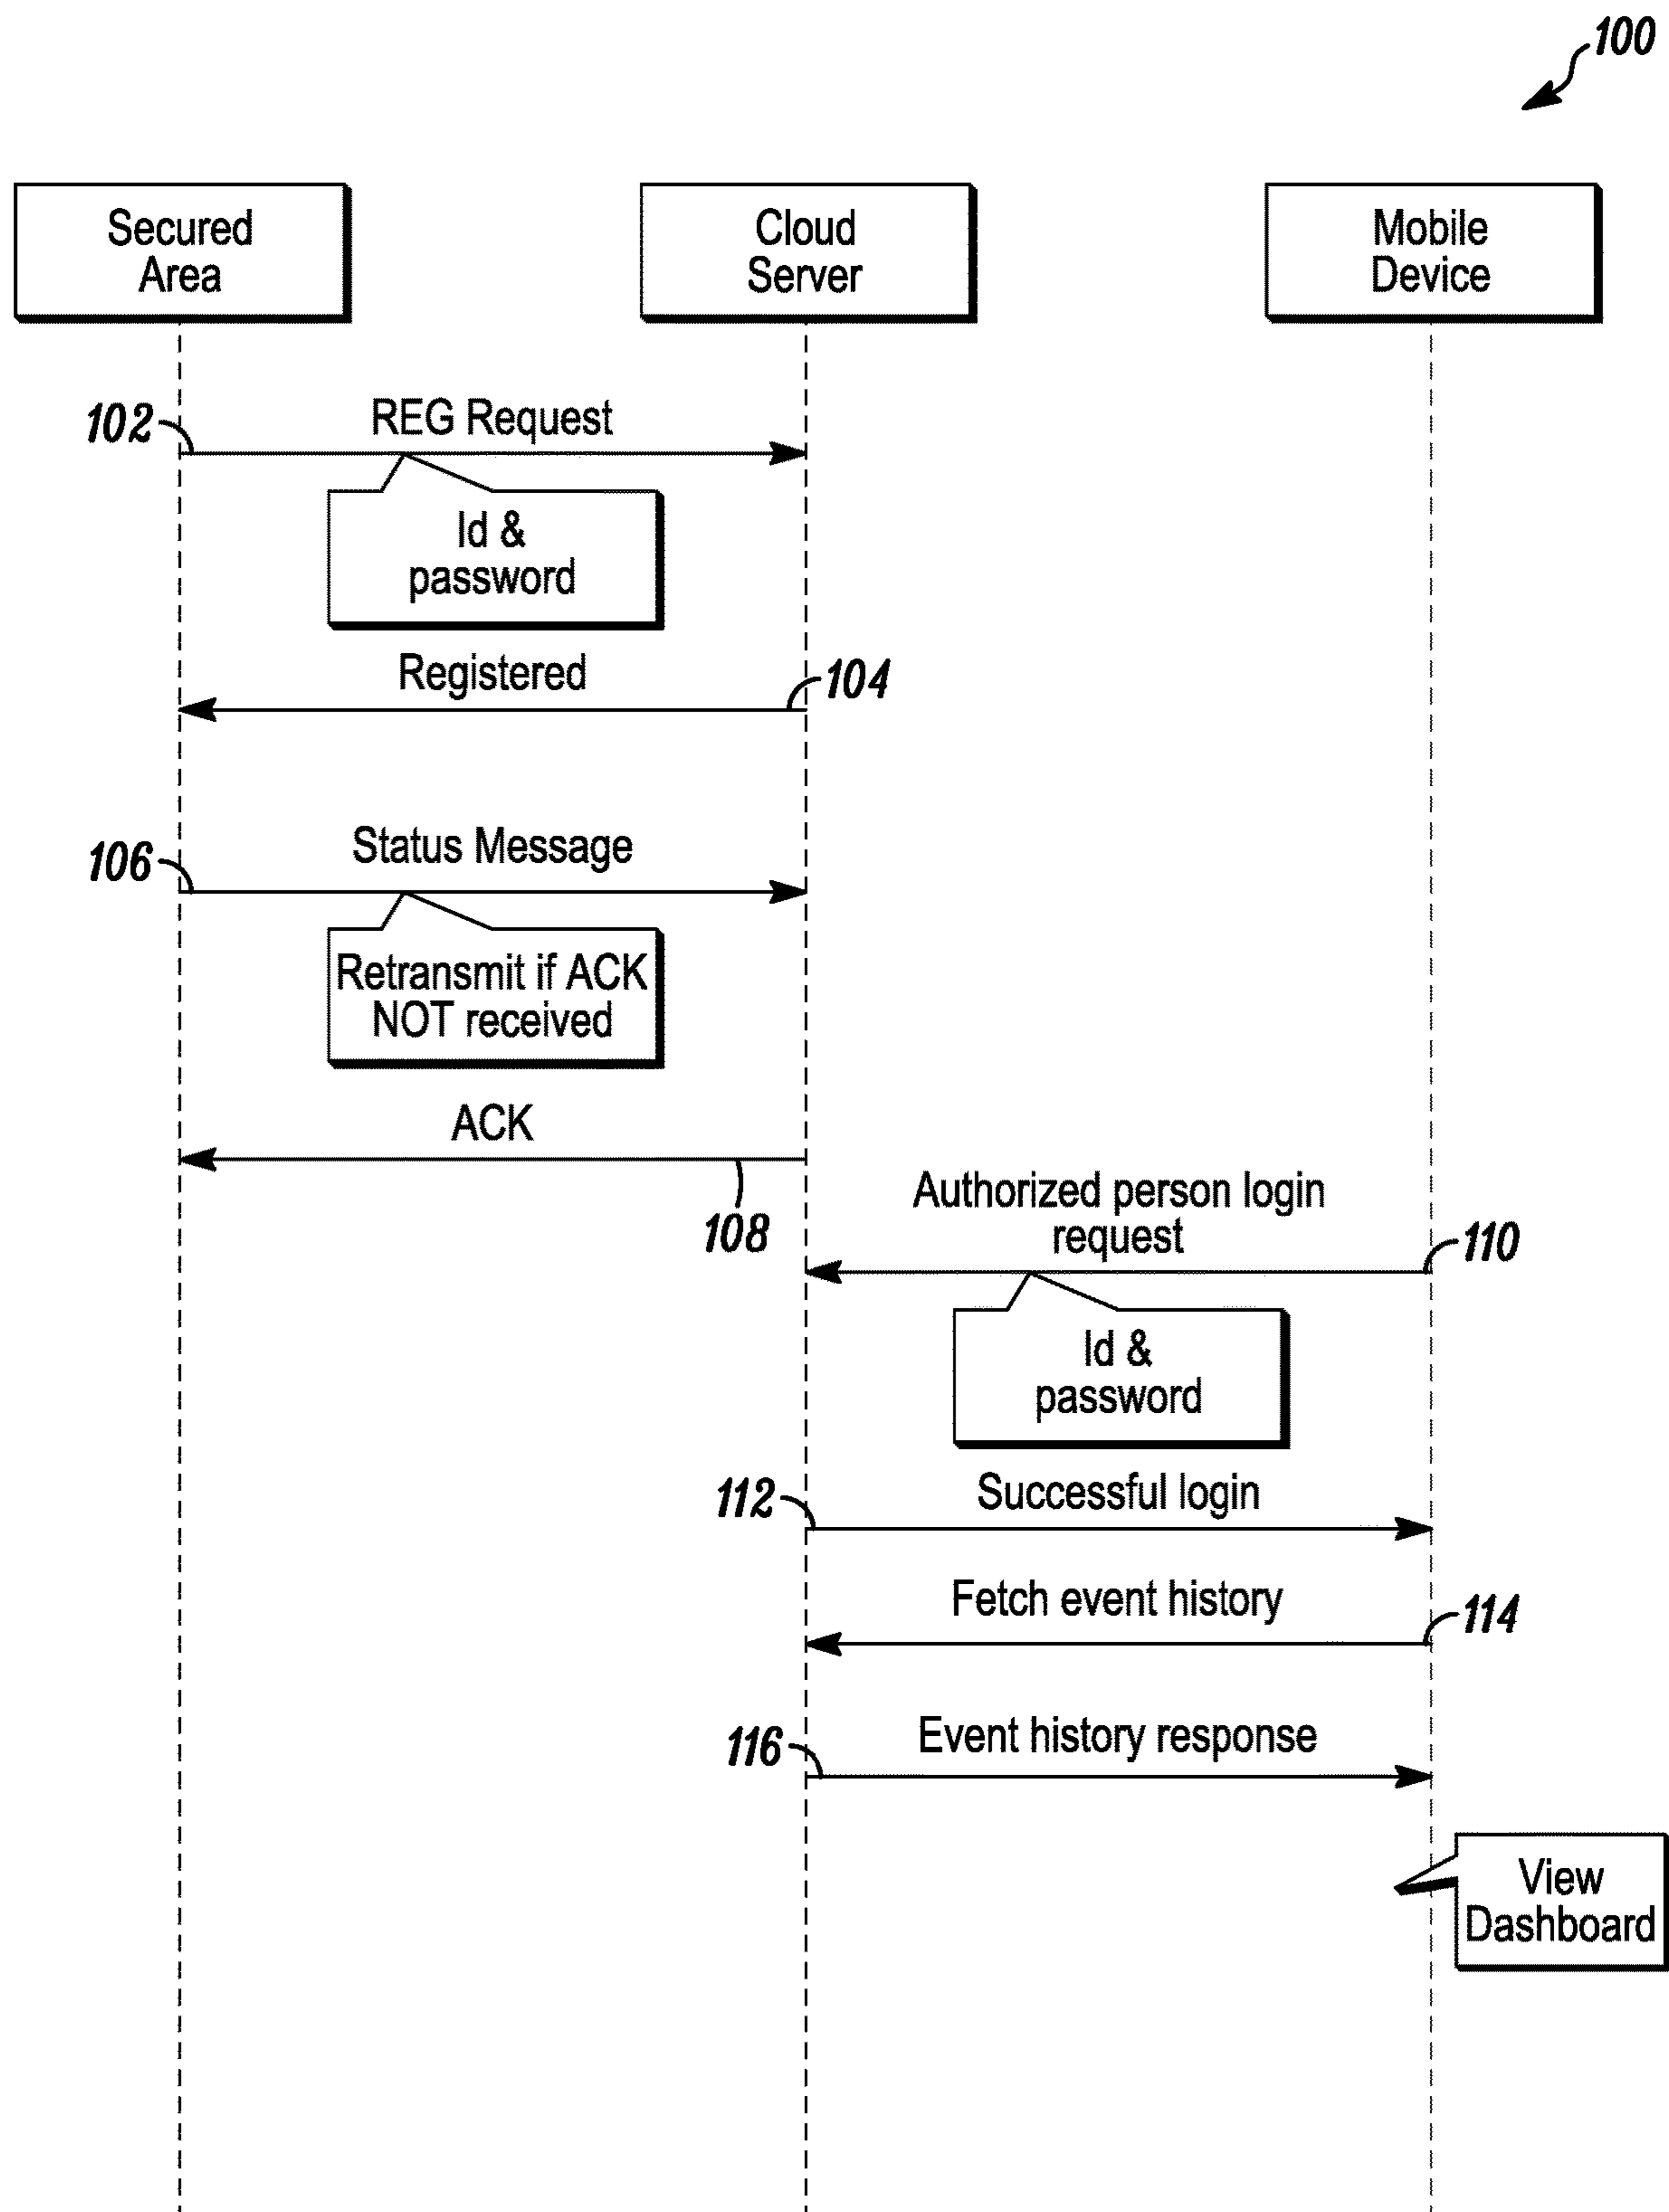 100
Secured
Area
Cloud
Server
Mobile
Device
102
REG Request
Id &
password
Registered
104
106
Status Message
Retransmit if ACK
NOT received
ACK
108
Authorized person login
request
110
Id &
password
112
Successful login
Fetch event history
114
116
Event history response
View
Dashboard